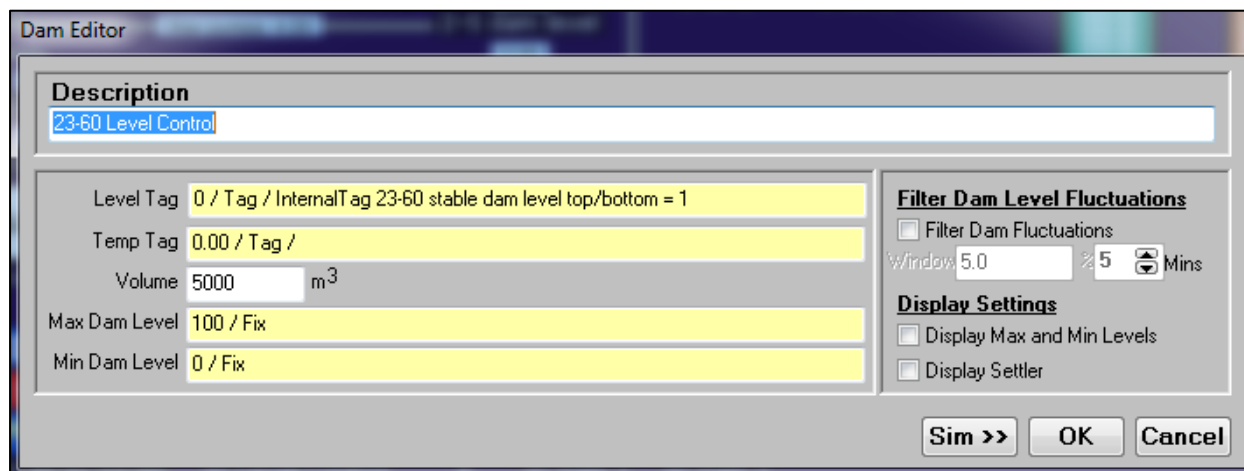 Dam Editor
Description
23-60 Level Control
Level Tag 0 / Tag / InternalTag 23-60 stable dam level top/bottom = 1
Temp Tag 0.00 / Tag /
Volume 5000 m3
Max Dam Level 100 / Fix
Min Dam Level 0 / Fix
Filter Dam Level Fluctuations
Filter Dam Fluctuations
Window 5.0 % 5 Mins
Display Settings
Display Max and Min Levels
Display Settler
Sim >> OK Cancel